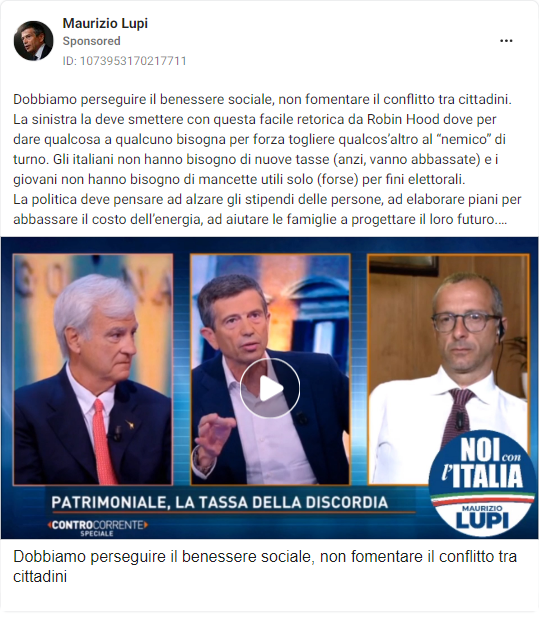 Maurizio Lupi
Sponsored
ID: 1073953170217711
Dobbiamo perseguire il benessere sociale, non fomentare il conflitto tra cittadini.
La sinistra la deve smettere con questa facile retorica da Robin Hood dove per
dare qualcosa a qualcuno bisogna per forza togliere qualcos’altro al “nemico” di
turno. Gli italiani non hanno bisogno di nuove tasse (anzi, vanno abbassate) e i
giovani non hanno bisogno di mancette utili solo (forse) per fini elettorali.
La politica deve pensare ad alzare gli stipendi delle persone, ad elaborare piani per
abbassare il costo dell’energia, ad aiutare le famiglie a progettare il loro futuro....
NOI con
l'ITALIA
MAURIZIO
LUPI
PATRIMONIALE, LA TASSA DELLA DISCORDIA
CONTROCORRENTE
SPECIALE
Dobbiamo perseguire il benessere sociale, non fomentare il conflitto tra
cittadini